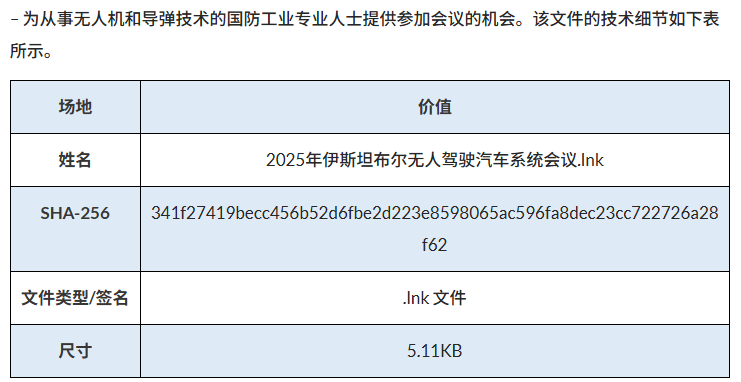 – 为从事无人机和导弹技术的国防工业专业人士提供参加会议的机会。该文件的技术细节如下表
所示。
场地 价值
姓名 2025年伊斯坦布尔无人驾驶汽车系统会议.lnk
SHA-256 341f27419becc456b52d6fbe2d223e8598065ac596fa8dec23cc722726a28
f62
文件类型/签名 .lnk 文件
尺寸 5.11KB